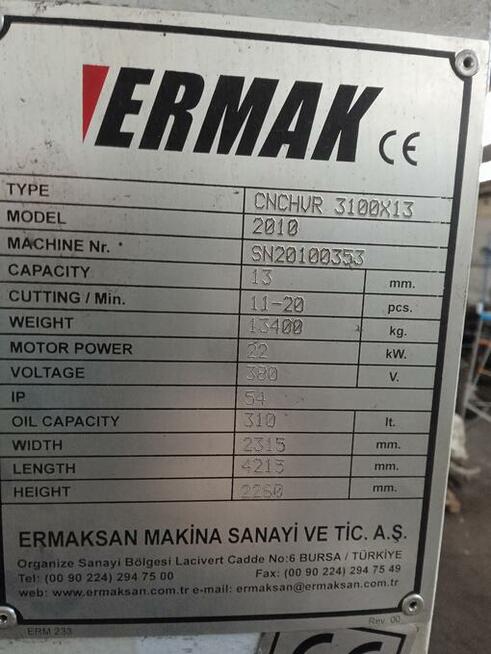 ERMAK CE
TYPE CNCHVR 3100X13
MODEL 2010
MACHINE Nr. SN20100353
CAPACITY 13 mm.
CUTTING / Min. 11-20 pcs.
WEIGHT 13400 kg.
MOTOR POWER 22 kW.
VOLTAGE 380 V.
IP 54
OIL CAPACITY 310 lt.
WIDTH 2315 mm.
LENGTH 4215 mm.
HEIGHT 2260 mm.
ERMAKSAN MAKİNA SANAYİ VE TİC. A.Ş.
Organize Sanayi Bölgesi Lacivert Cadde No:6 BURSA / TÜRKİYE
Tel: (00 90 224) 294 75 00 Fax: (00 90 224) 294 75 49
web: www.ermaksan.com.tr e-mail: ermaksan@ermaksan.com.tr
ERM 233 Rev. 00